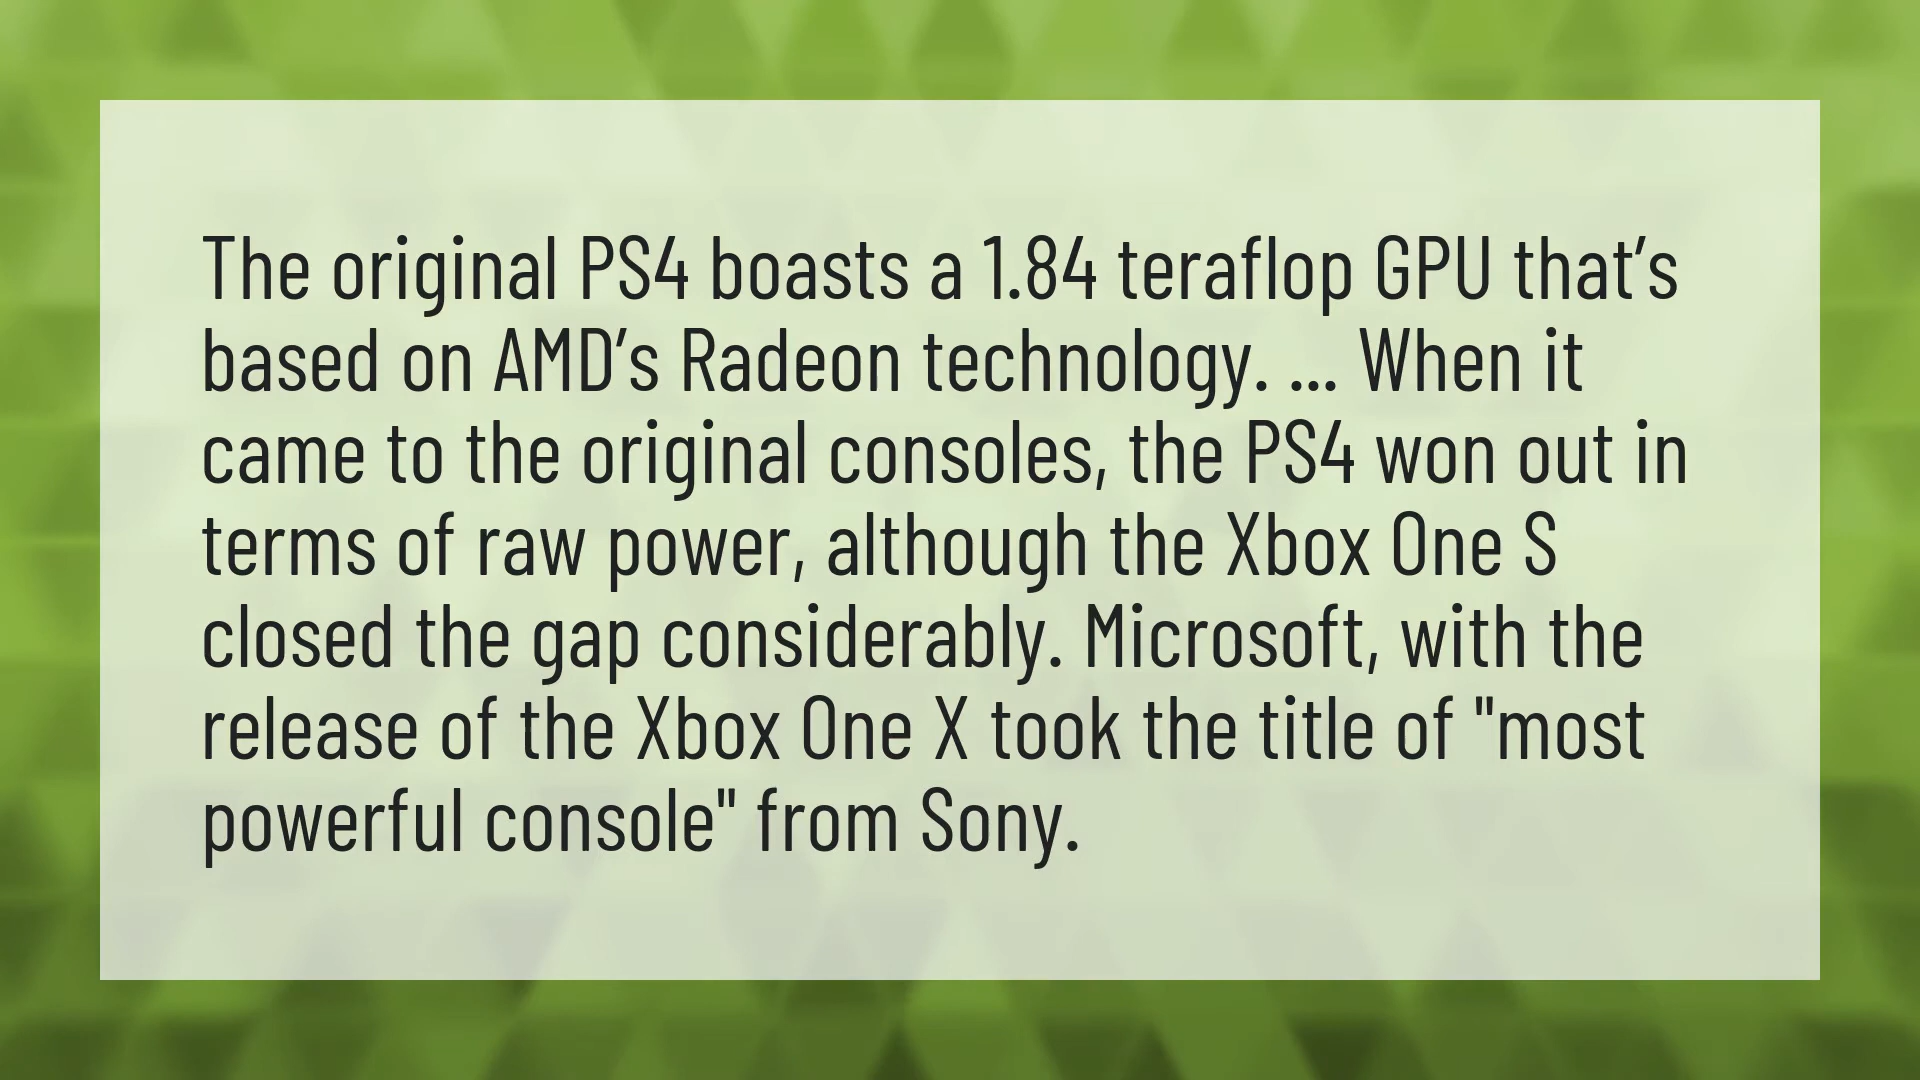 The original PS4 boasts a 1.84 teraflop GPU that’s
based on AMD’s Radeon technology. ... When it
came to the original consoles, the PS4 won out in
terms of raw power, although the Xbox One S
closed the gap considerably. Microsoft, with the
release of the Xbox One X took the title of "most
powerful console" from Sony.